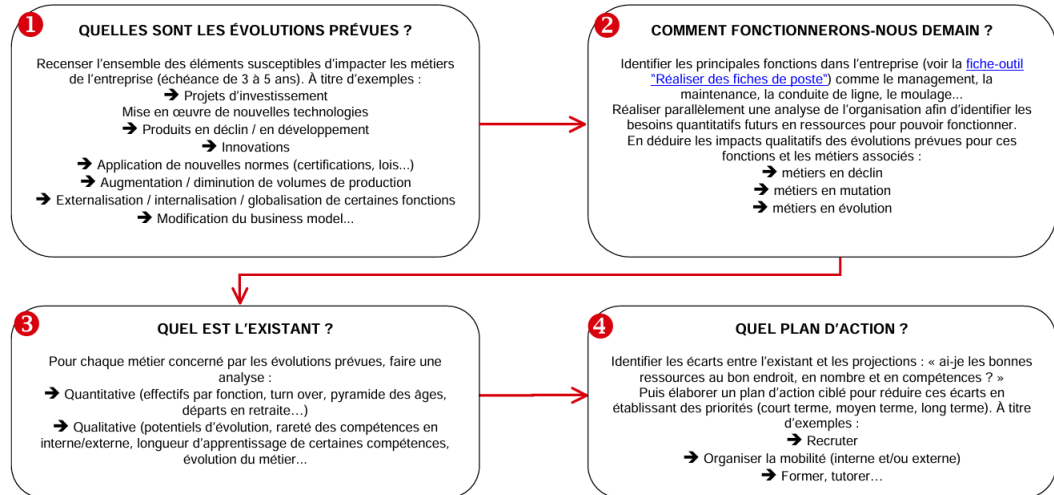 1
QUELLES SONT LES ÉVOLUTIONS PRÉVUES ?
Recenser l'ensemble des éléments susceptibles d'impacter les métiers
de l'entreprise (échéance de 3 à 5 ans). À titre d'exemples :
➔ Projets d'investissement
Mise en œuvre de nouvelles technologies
➔ Produits en déclin / en développement
➔ Innovations
➔ Application de nouvelles normes (certifications, lois...)
➔ Augmentation / diminution de volumes de production
➔ Externalisation / internalisation / globalisation de certaines fonctions
➔ Modification du business model...
2
COMMENT FONCTIONNERONS-NOUS DEMAIN ?
Identifier les principales fonctions dans l'entreprise (voir la fiche-outil
"Réaliser des fiches de poste") comme le management, la
maintenance, la conduite de ligne, le moulage...
Réaliser parallèlement une analyse de l'organisation afin d'identifier les
besoins quantitatifs futurs en ressources pour pouvoir fonctionner.
En déduire les impacts qualitatifs des évolutions prévues pour ces
fonctions et les métiers associés :
➔ métiers en déclin
➔ métiers en mutation
➔ métiers en évolution
3
QUEL EST L'EXISTANT ?
Pour chaque métier concerné par les évolutions prévues, faire une
analyse :
➔ Quantitative (effectifs par fonction, turn over, pyramide des âges,
départs en retraite…)
➔ Qualitative (potentiels d'évolution, rareté des compétences en
interne/externe, longueur d'apprentissage de certaines compétences,
évolution du métier...
4
QUEL PLAN D'ACTION ?
Identifier les écarts entre l'existant et les projections : « ai-je les bonnes
ressources au bon endroit, en nombre et en compétences ? »
Puis élaborer un plan d'action ciblé pour réduire ces écarts en
établissant des priorités (court terme, moyen terme, long terme). À titre
d'exemples :
➔ Recruter
➔ Organiser la mobilité (interne et/ou externe)
➔ Former, tutorer…